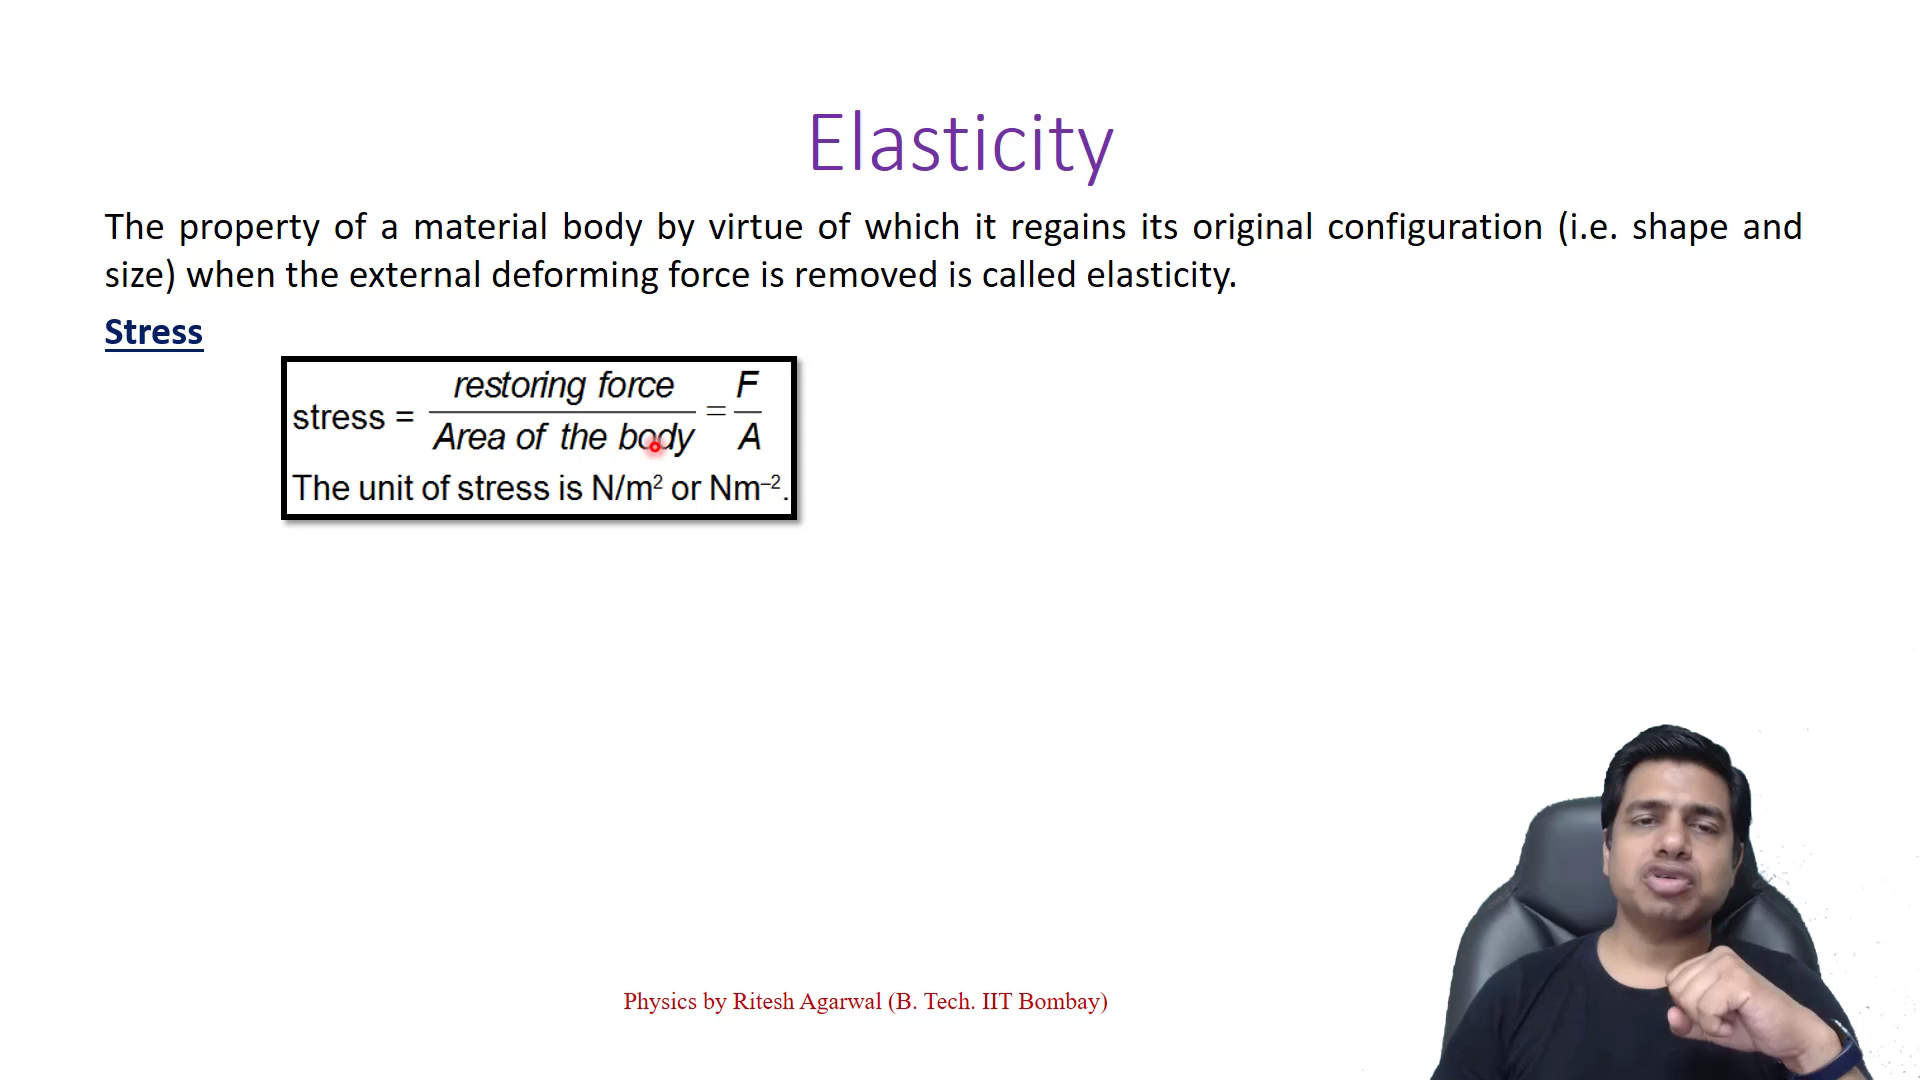 Elasticity
The property of a material body by virtue of which it regains its original configuration (i.e. shape and
size) when the external deforming force is removed is called elasticity.
Stress
stress = restoring force / Area of the body = F / A
The unit of stress is N/m² or Nm⁻².
Physics by Ritesh Agarwal (B. Tech. IIT Bombay)